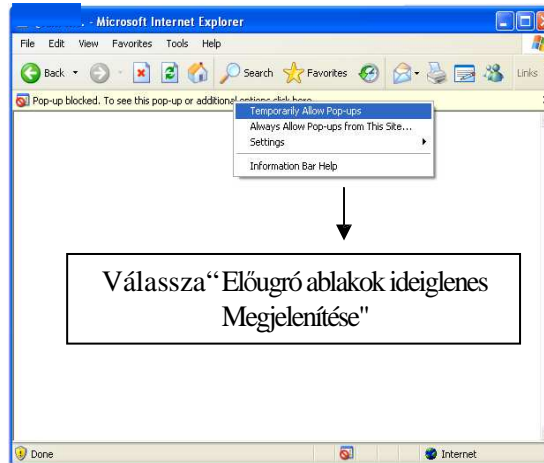 - Microsoft Internet Explorer
File Edit View Favorites Tools Help
Back Search Favorites Links
Pop-up blocked. To see this pop-up or additional options click here
Temporarily Allow Pop-ups
Always Allow Pop-ups from This Site...
Settings
Information Bar Help
Válassza“ Előugró ablakok ideiglenes
Megjelenítése"
Done Internet